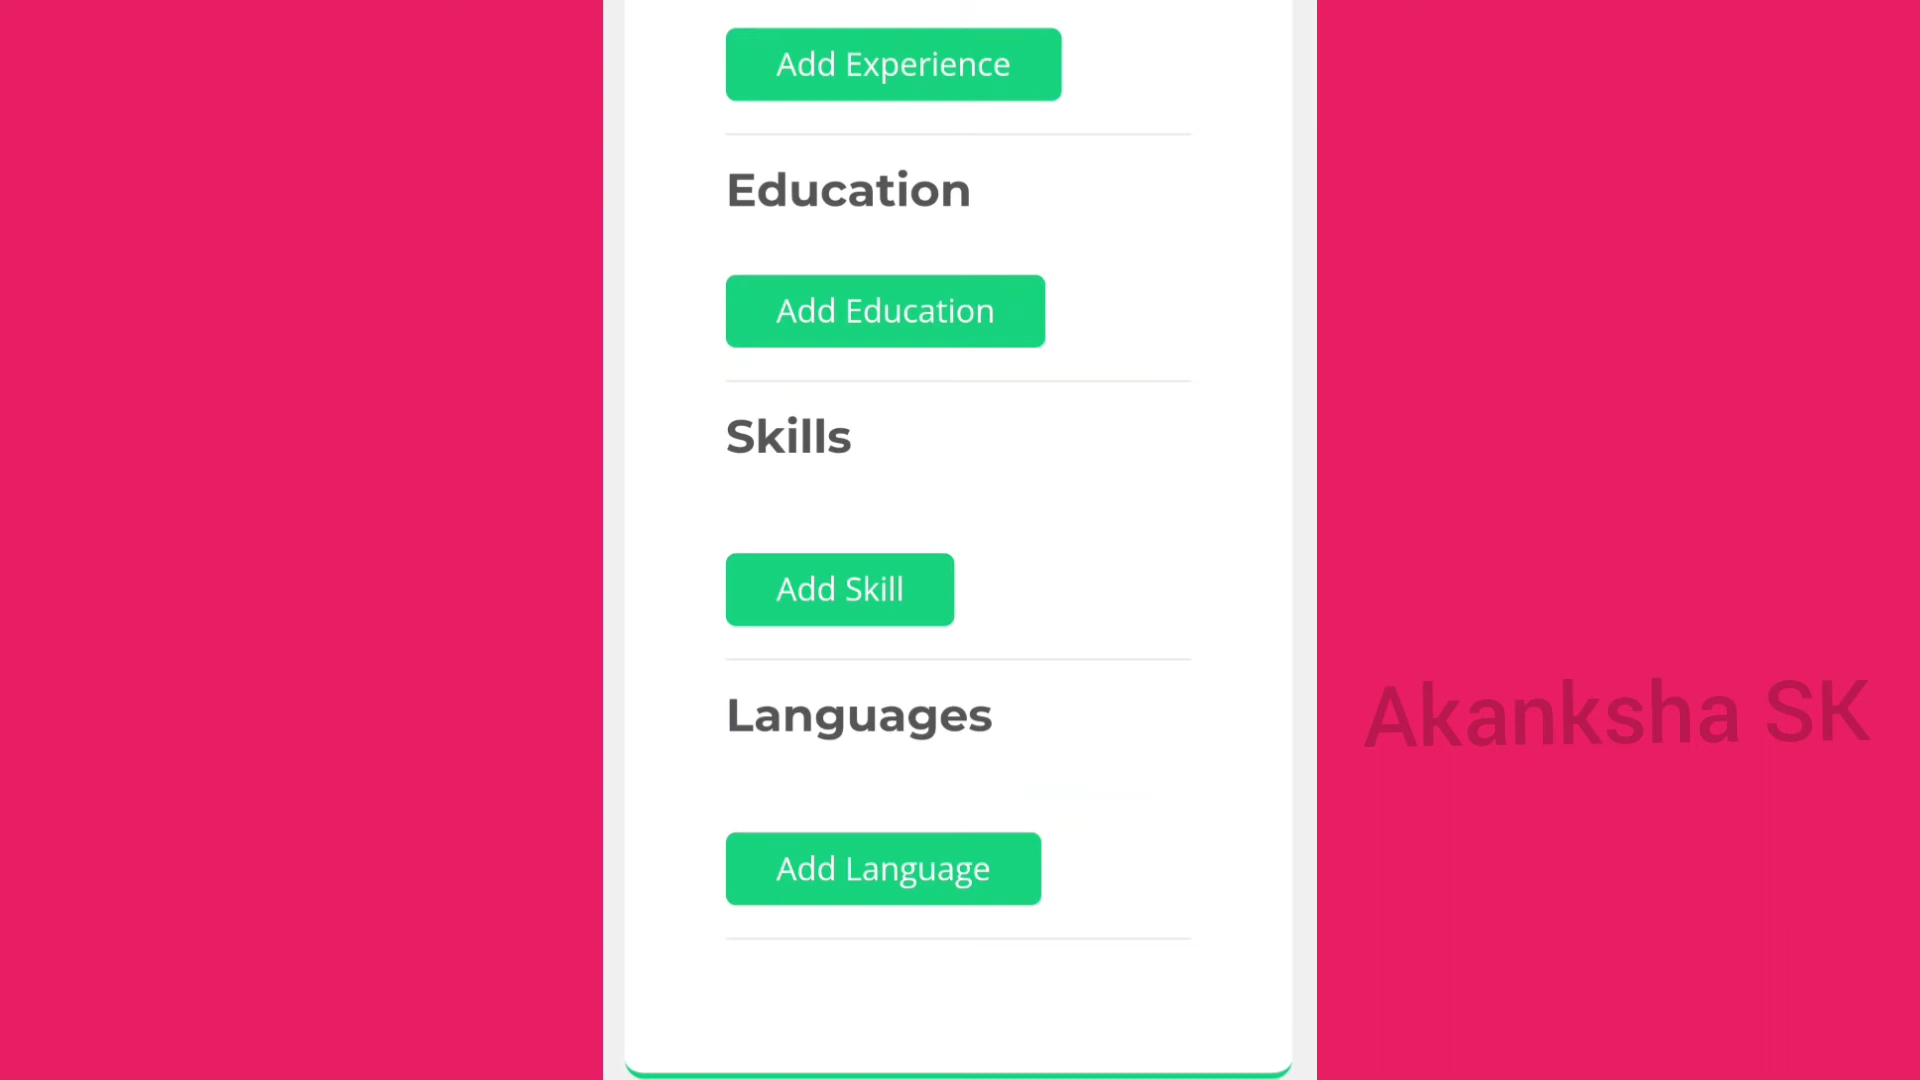 Add Experience
Education
Add Education
Skills
Add Skill
Languages
Add Language
Akanksha SK